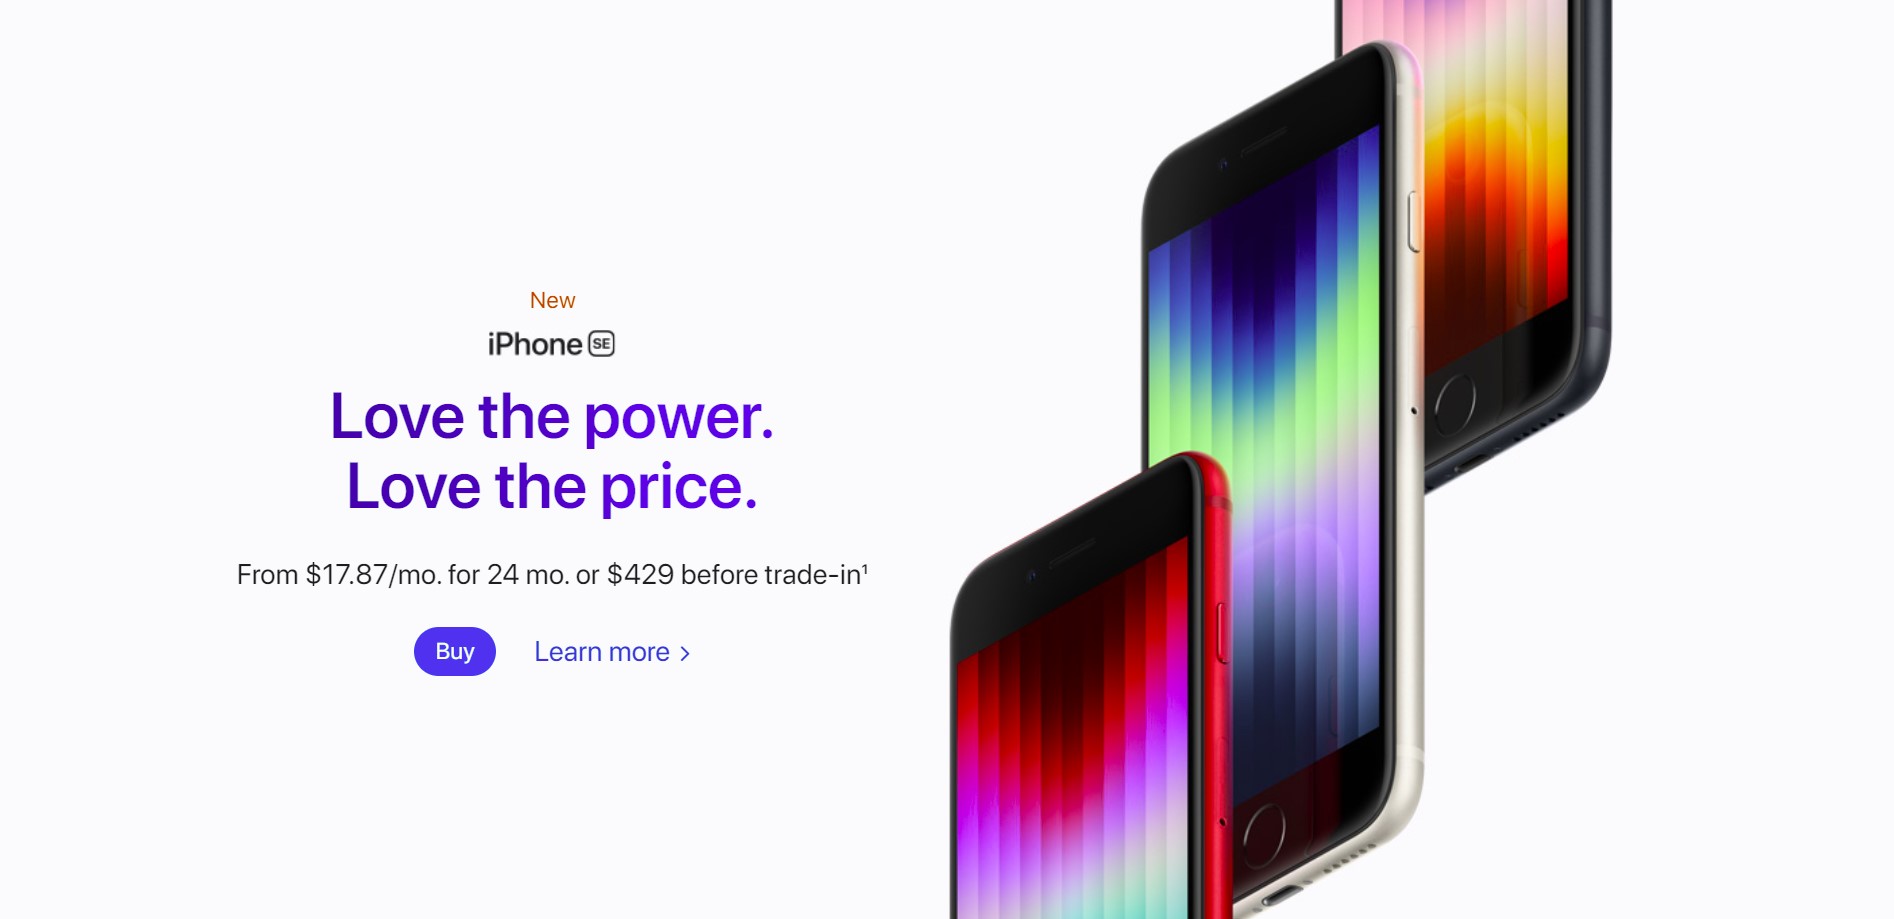 New
iPhone SE
Love the power.
Love the price.
From $17.87/mo. for 24 mo. or $429 before trade-in¹
Buy
Learn more >